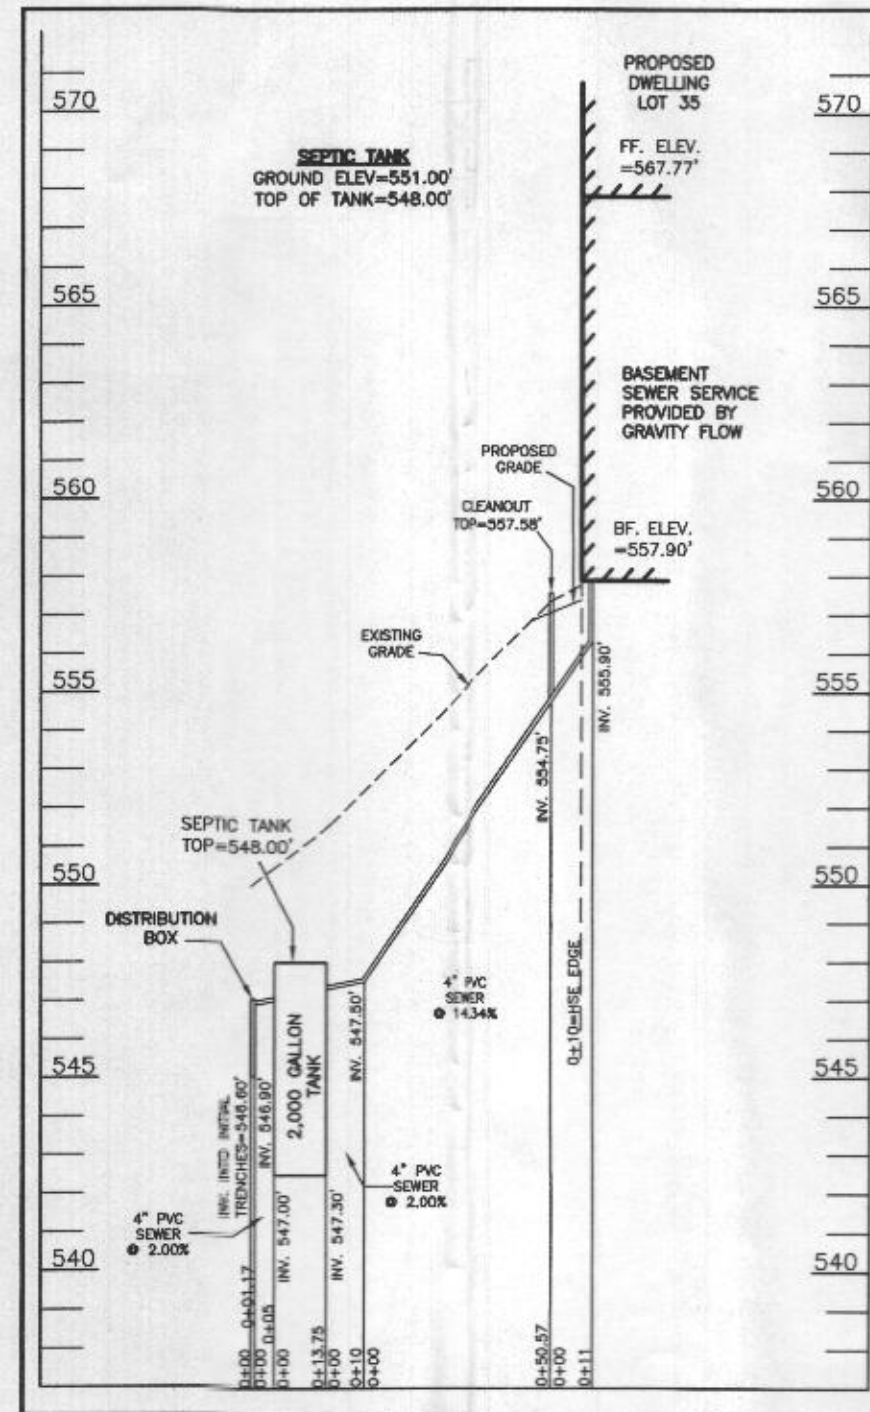 570
565
560
555
550
545
540
SEPTIC TANK
GROUND ELEV=551.00'
TOP OF TANK=548.00'
PROPOSED
DWELLING
LOT 35
FF. ELEV.
=567.77'
BASEMENT
SEWER SERVICE
PROVIDED BY
GRAVITY FLOW
PROPOSED
GRADE
CLEANOUT
TOP=557.58'
BF. ELEV.
=557.90'
EXISTING
GRADE
SEPTIC TANK
TOP=548.00'
DISTRIBUTION
BOX
INV. 555.90'
INV. 554.75'
0+10=HSE EDGE
4" PVC
SEWER
@ 14.34%
2,000 GALLON
TANK
INV. 547.50'
INV. INTO INITIAL
TRENCHES=546.60'
INV. 546.90'
INV. 547.00'
INV. 547.30'
4" PVC
SEWER
@ 2.00%
4" PVC
SEWER
@ 2.00%
0+00
0+01.17
0+00
0+05
0+00
0+13.75
0+00
0+10
0+00
0+50.57
0+00
0+11
570
565
560
555
550
545
540